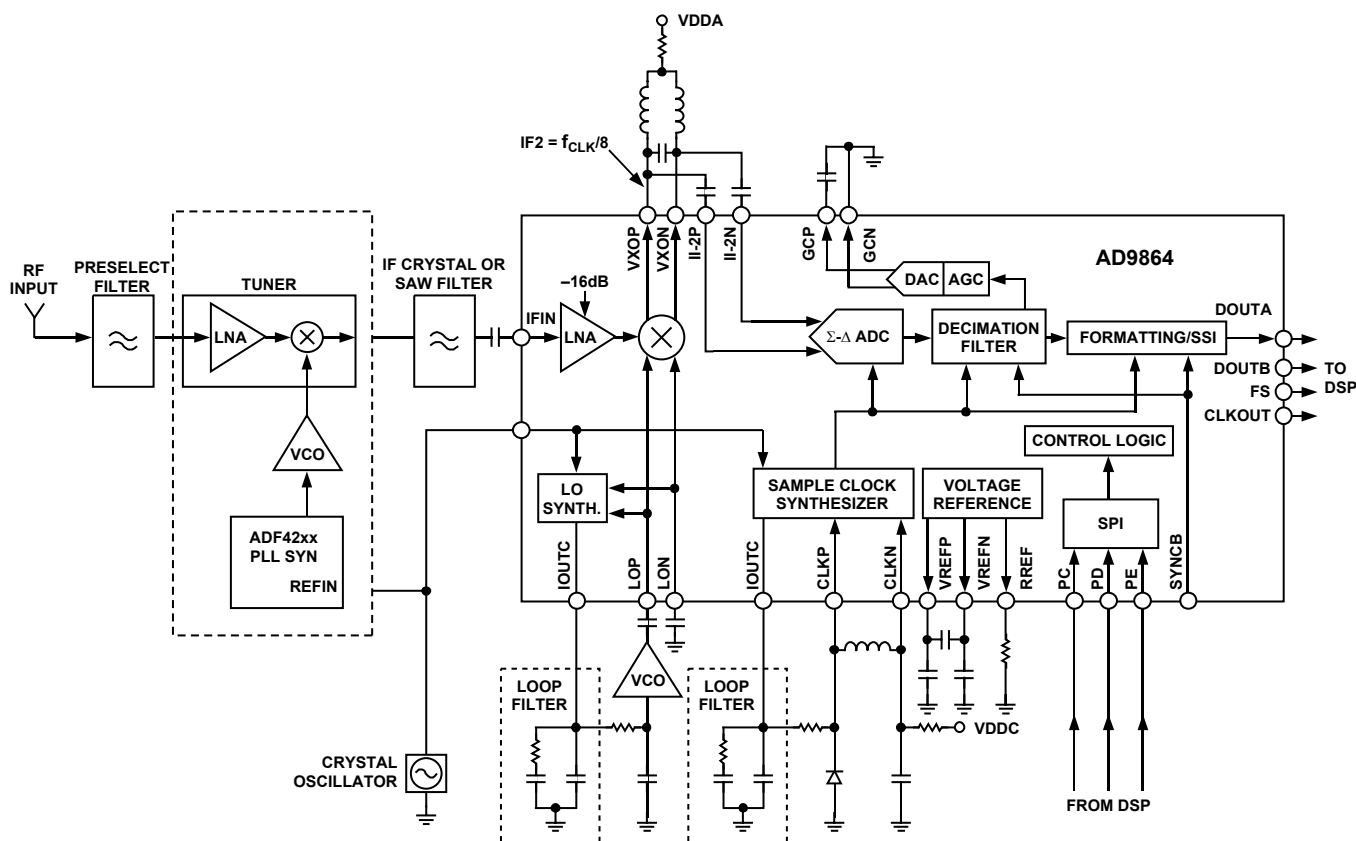 VDDA
IF2 = fCLK/8
RF
INPUT
PRESELECT
FILTER
TUNER
LNA
VCO
ADF42xx
PLL SYN
REFIN
IF CRYSTAL OR
SAW FILTER
CRYSTAL
OSCILLATOR
VXOP
VXON
II-2P
II-2N
GCP
GCN
AD9864
–16dB
IFIN
LNA
DAC
AGC
Σ-Δ ADC
DECIMATION
FILTER
FORMATTING/SSI
DOUTA
DOUTB
FS
CLKOUT
TO
DSP
CONTROL LOGIC
LO
SYNTH.
SAMPLE CLOCK
SYNTHESIZER
VOLTAGE
REFERENCE
SPI
IOUTC
LOP
LON
IOUTC
CLKP
CLKN
VREFP
VREFN
RREF
PC
PD
PE
SYNCB
LOOP
FILTER
VCO
LOOP
FILTER
VDDC
FROM DSP